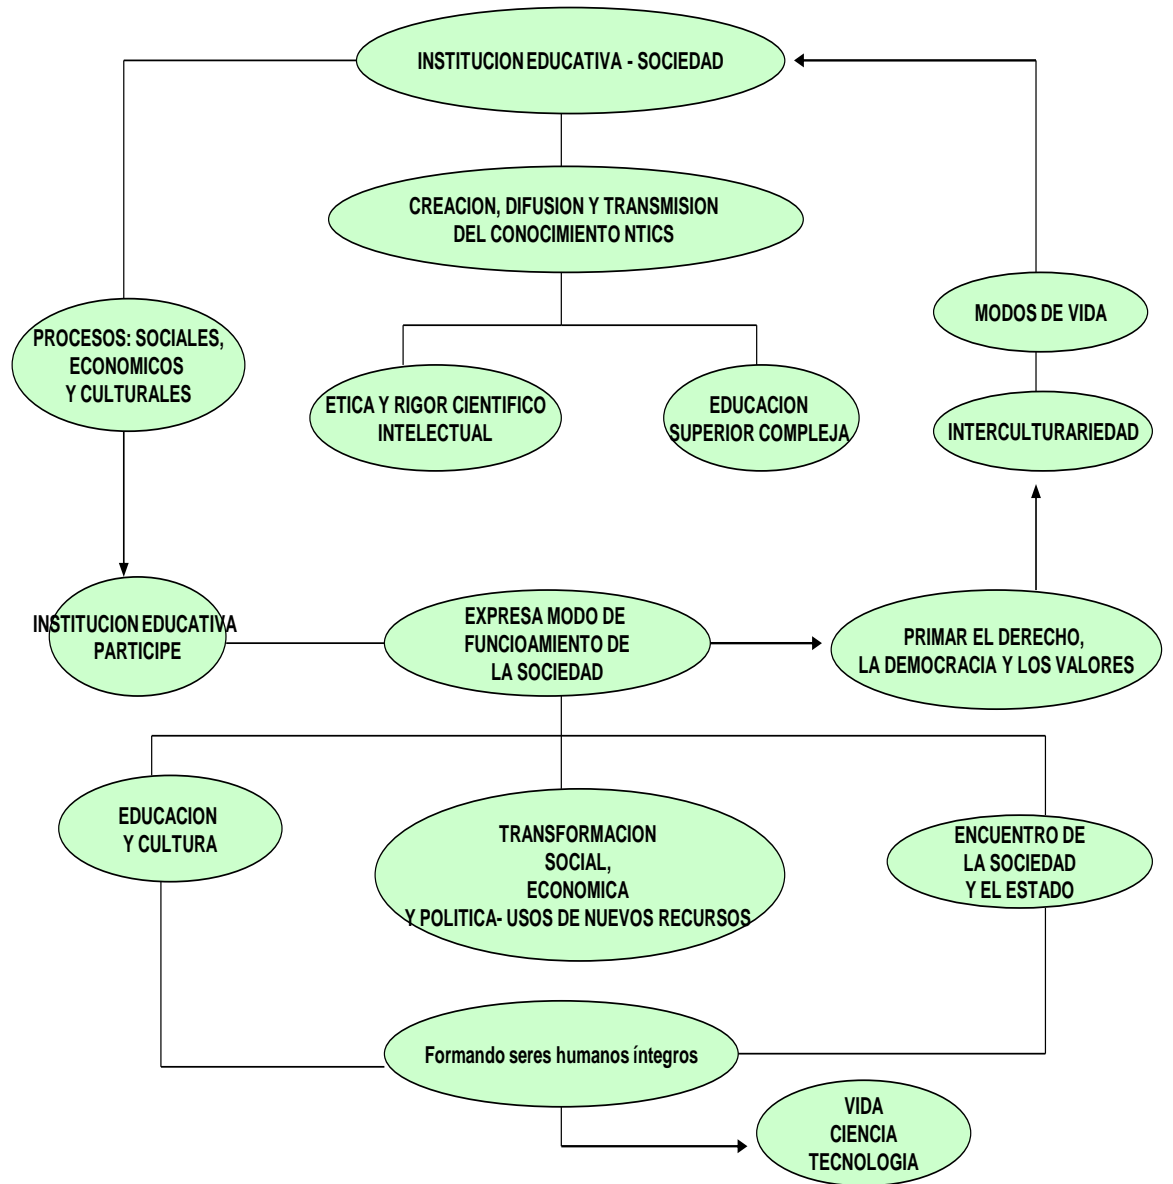 INSTITUCION EDUCATIVA - SOCIEDAD
CREACION, DIFUSION Y TRANSMISION
DEL CONOCIMIENTO NTICS
PROCESOS: SOCIALES,
ECONOMICOS
Y CULTURALES
MODOS DE VIDA
ETICA Y RIGOR CIENTIFICO
INTELECTUAL
EDUCACION
SUPERIOR COMPLEJA
INTERCULTURARIEDAD
INSTITUCION EDUCATIVA
PARTICIPE
EXPRESA MODO DE
FUNCIOAMIENTO DE
LA SOCIEDAD
PRIMAR EL DERECHO,
LA DEMOCRACIA Y LOS VALORES
EDUCACION
Y CULTURA
TRANSFORMACION
SOCIAL,
ECONOMICA
Y POLITICA- USOS DE NUEVOS RECURSOS
ENCUENTRO DE
LA SOCIEDAD
Y EL ESTADO
Formando seres humanos íntegros
VIDA
CIENCIA
TECNOLOGIA